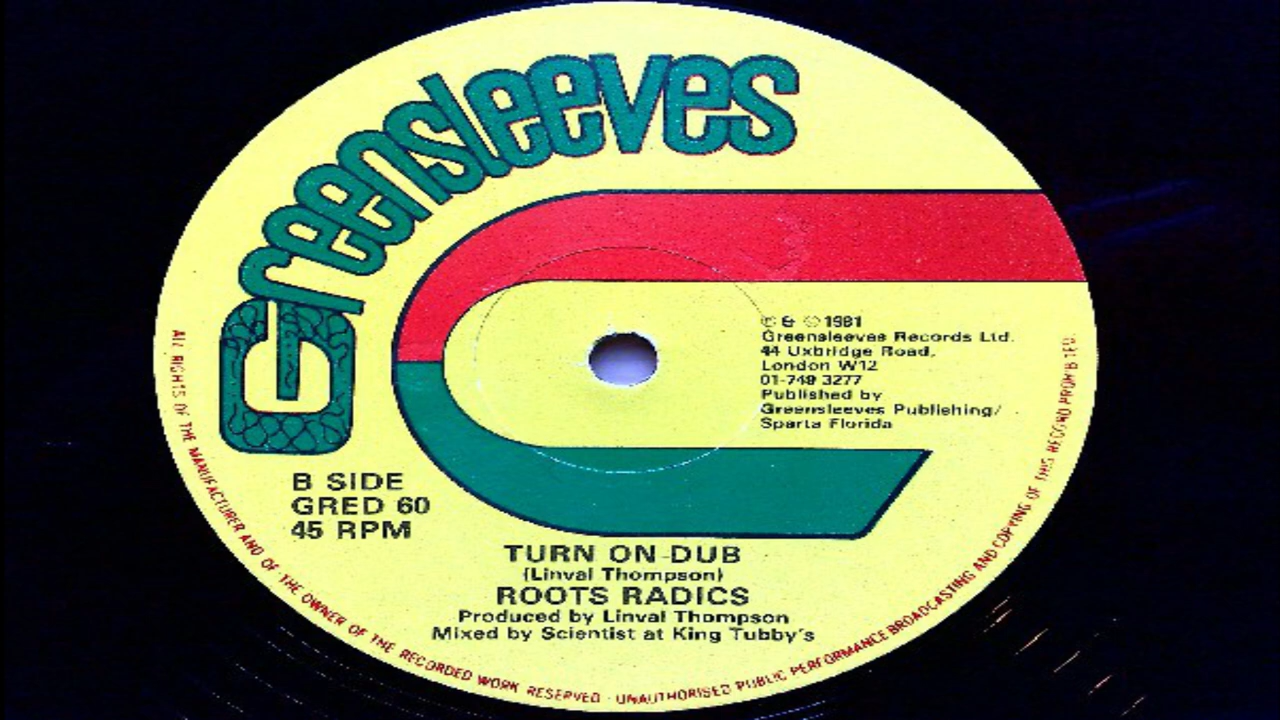 Greensleeves
℗ & © 1981
Greensleeves Records Ltd.
44 Uxbridge Road,
London W12
01-749 3277
Published by
Greensleeves Publishing/
Sparta Florida
B SIDE
GRED 60
45 RPM
TURN ON DUB
(Linval Thompson)
ROOTS RADICS
Produced by Linval Thompson
Mixed by Scientist at King Tubby's
ALL RIGHTS OF THE MANUFACTURER AND OF THE OWNER OF THE RECORDED WORK RESERVED · UNAUTHORISED PUBLIC PERFORMANCE BROADCASTING AND COPYING OF THIS RECORD PROHIBITED